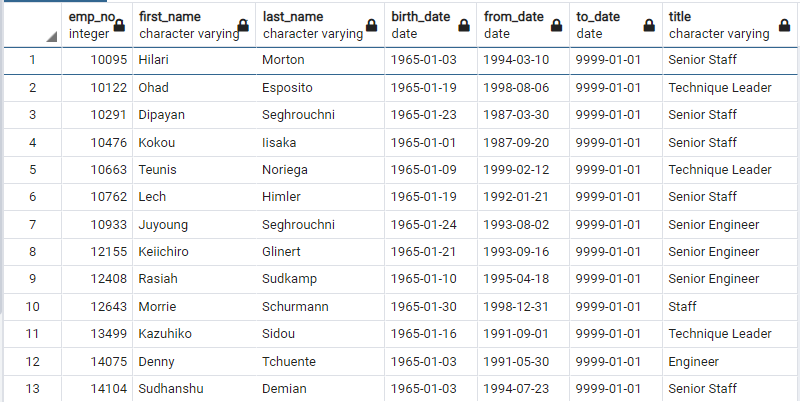 emp_no first_name last_name birth_date from_date to_date title
integer character varying character varying date date date character varying
1 10095 Hilari Morton 1965-01-03 1994-03-10 9999-01-01 Senior Staff
2 10122 Ohad Esposito 1965-01-19 1998-08-06 9999-01-01 Technique Leader
3 10291 Dipayan Seghrouchni 1965-01-23 1987-03-30 9999-01-01 Senior Staff
4 10476 Kokou Iisaka 1965-01-01 1987-09-20 9999-01-01 Senior Staff
5 10663 Teunis Noriega 1965-01-09 1999-02-12 9999-01-01 Technique Leader
6 10762 Lech Himler 1965-01-19 1992-01-21 9999-01-01 Senior Staff
7 10933 Juyoung Seghrouchni 1965-01-24 1993-08-02 9999-01-01 Senior Engineer
8 12155 Keiichiro Glinert 1965-01-21 1993-09-16 9999-01-01 Senior Engineer
9 12408 Rasiah Sudkamp 1965-01-10 1995-04-18 9999-01-01 Senior Engineer
10 12643 Morrie Schurmann 1965-01-30 1998-12-31 9999-01-01 Staff
11 13499 Kazuhiko Sidou 1965-01-16 1991-09-01 9999-01-01 Technique Leader
12 14075 Denny Tchuente 1965-01-03 1991-05-30 9999-01-01 Engineer
13 14104 Sudhanshu Demian 1965-01-03 1994-07-23 9999-01-01 Senior Staff